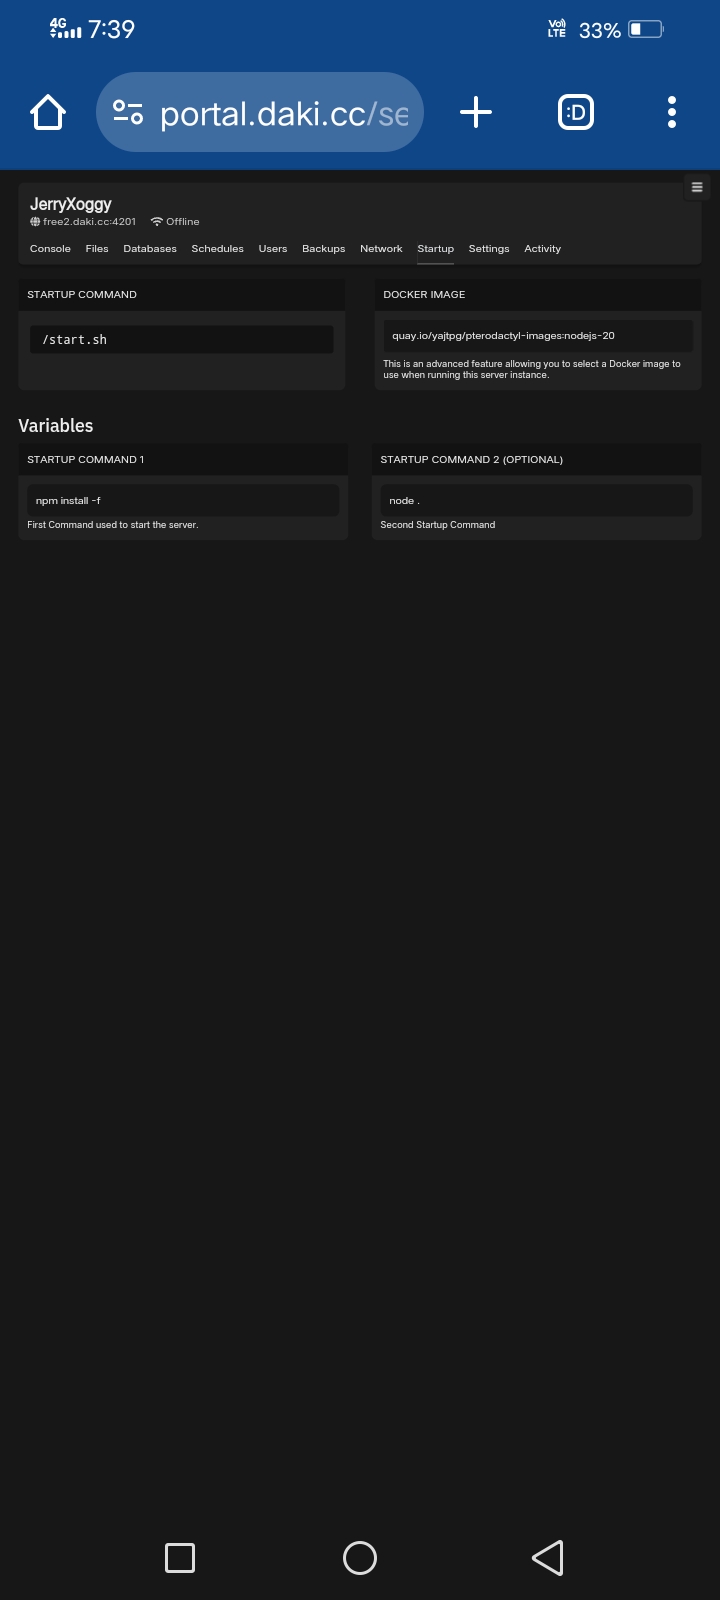 4G 7:39 Vo) LTE 33%
portal.daki.cc/se :D
JerryXoggy
free2.daki.cc:4201 Offline
Console Files Databases Schedules Users Backups Network Startup Settings Activity
STARTUP COMMAND
/start.sh
DOCKER IMAGE
quay.io/yajtpg/pterodactyl-images:nodejs-20
This is an advanced feature allowing you to select a Docker image to
use when running this server instance.
Variables
STARTUP COMMAND 1
npm install -f
First Command used to start the server.
STARTUP COMMAND 2 (OPTIONAL)
node .
Second Startup Command